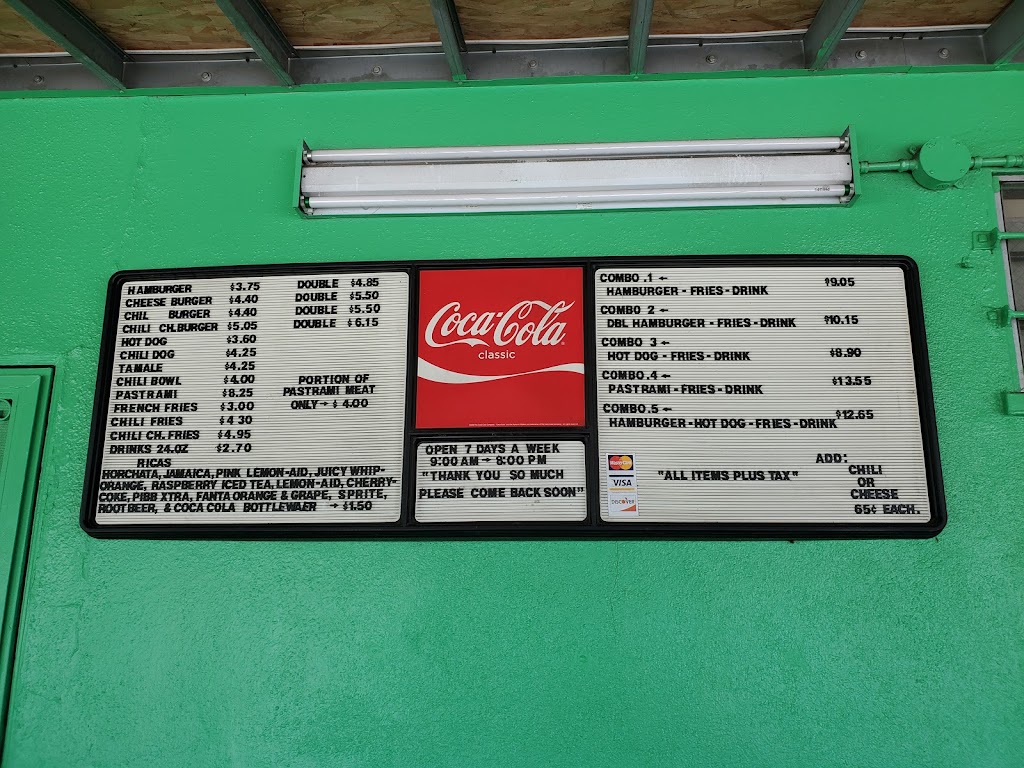 HAMBURGER $3.75 DOUBLE $4.85
CHEESE BURGER $4.40 DOUBLE $5.50
CHIL BURGER $4.40 DOUBLE $5.50
CHILI CH.BURGER $5.05 DOUBLE $6.15
HOT DOG $3.60
CHILI DOG $4.25
TAMALE $4.25
CHILI BOWL $4.00
PASTRAMI $8.25
FRENCH FRIES $3.00
CHILI FRIES $4 30
CHILI CH. FRIES $4.95
DRINKS 24.0Z $2.70
PORTION OF
PASTRAMI MEAT
ONLY → $ 4.00
RICAS
HORCHATA, JAMAICA, PINK LEMON-AID, JUICY WHIP-
ORANGE, RASPBERRY ICED TEA, LEMON-AID, CHERRY-
COKE, PIBB XTRA, FANTA ORANGE & GRAPE, SPRITE,
ROOT BEER, & COCA COLA BOTTLEWAER → $1.50
Coca-Cola
classic
OPEN 7 DAYS A WEEK
9:00 AM → 8:00 PM
"THANK YOU SO MUCH
PLEASE COME BACK SOON"
COMBO .1 ← $9.05
HAMBURGER - FRIES - DRINK
COMBO 2 ←
DBL HAMBURGER - FRIES - DRINK $10.15
COMBO 3 ←
HOT DOG - FRIES - DRINK $8.90
COMBO.4 ←
PASTRAMI - FRIES - DRINK $13.55
COMBO.5 ← $12.65
HAMBURGER-HOT DOG - FRIES - DRINK
MasterCard
VISA
DISCOVER
"ALL ITEMS PLUS TAX"
ADD:
CHILI
OR
CHEESE
65¢ EACH.